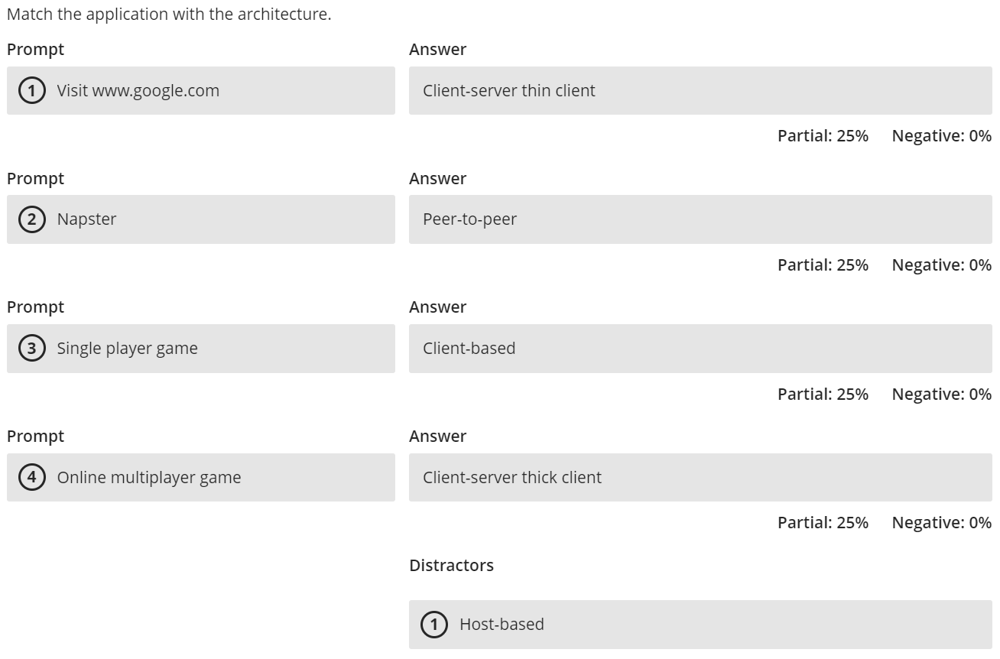 Match the application with the architecture.
Prompt Answer
1 Visit www.google.com Client-server thin client
Partial: 25% Negative: 0%
Prompt Answer
2 Napster Peer-to-peer
Partial: 25% Negative: 0%
Prompt Answer
3 Single player game Client-based
Partial: 25% Negative: 0%
Prompt Answer
4 Online multiplayer game Client-server thick client
Partial: 25% Negative: 0%
Distractors
1 Host-based